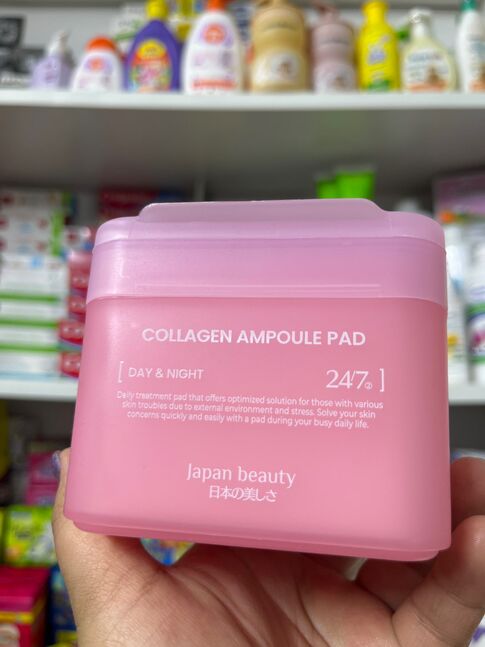 COLLAGEN AMPOULE PAD
[ DAY & NIGHT 24/7 ]
Daily treatment pad that offers optimized solution for those with various
skin troubles due to external environment and stress. Solve your skin
concerns quickly and easily with a pad during your busy daily life.
Japan beauty
日本の美しさ